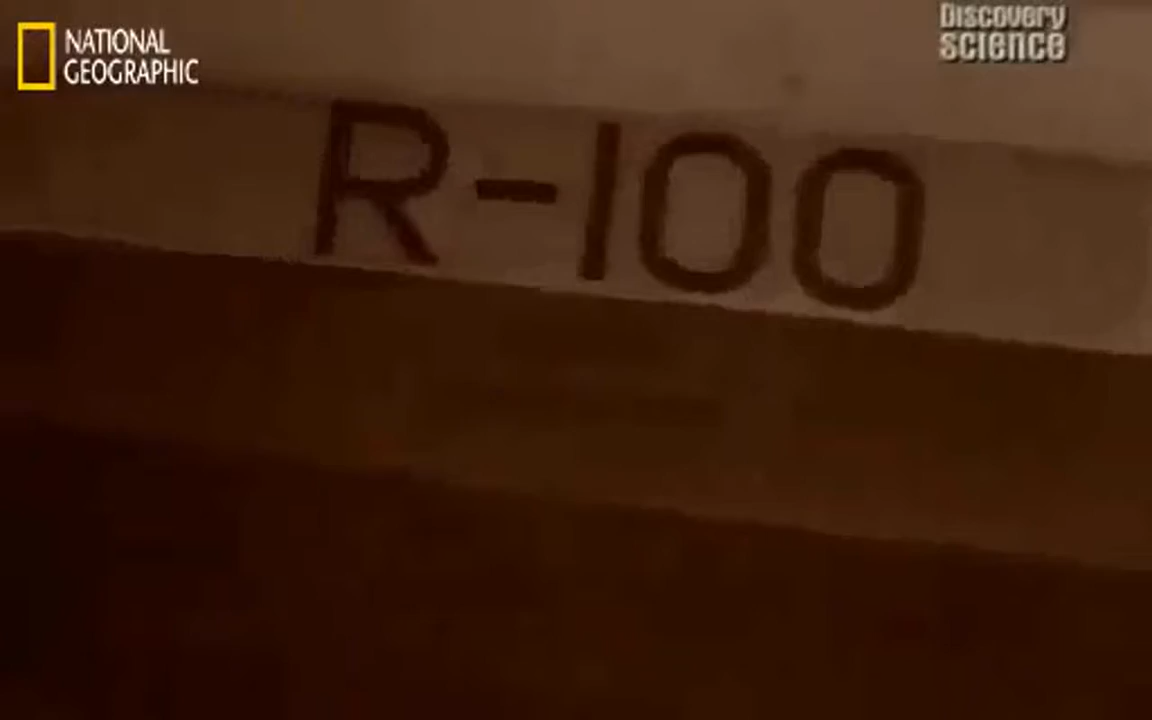 NATIONAL
GEOGRAPHIC
Discovery
SCIENCE
R-100